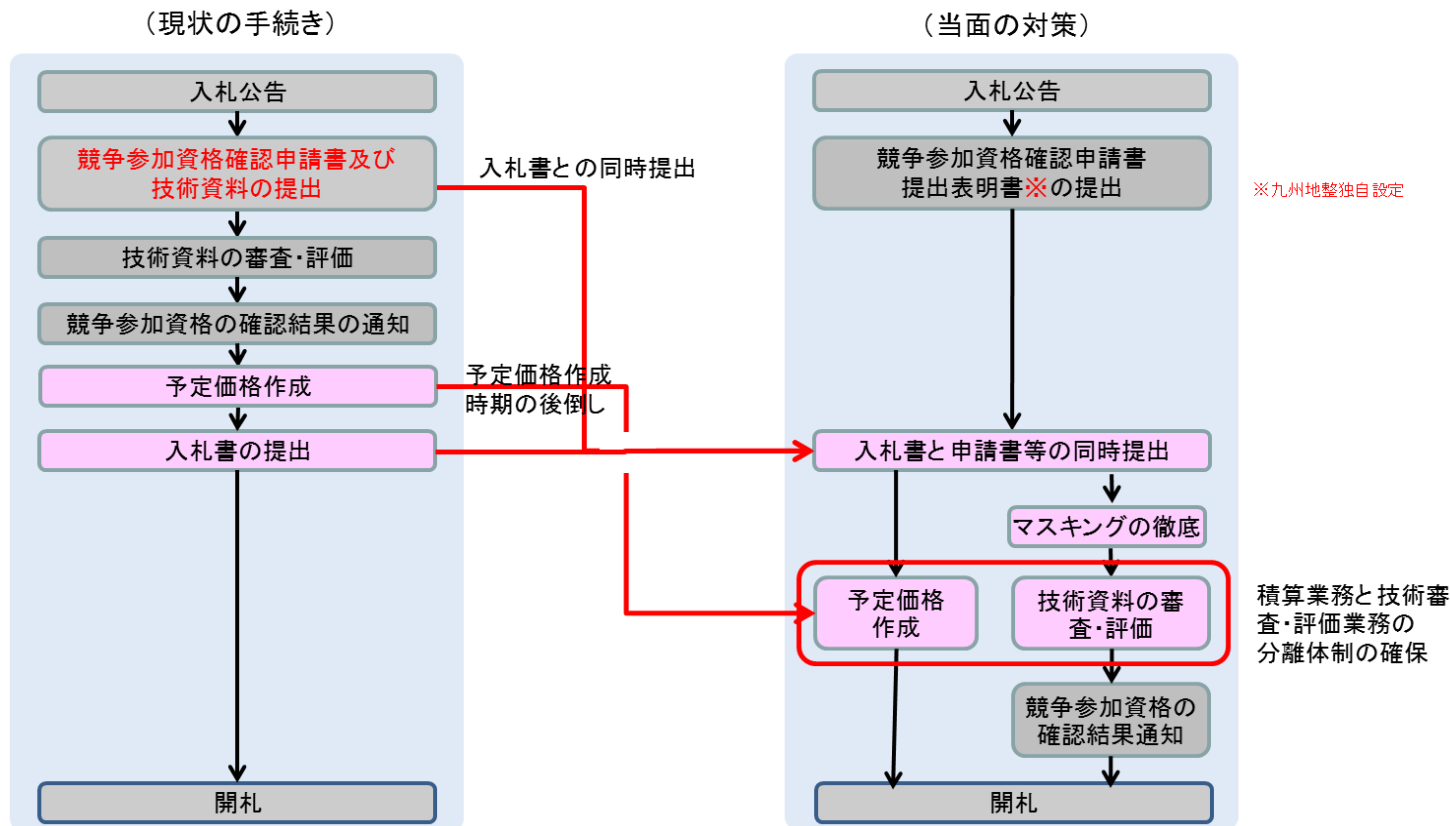 （現状の手続き）
入札公告
競争参加資格確認申請書及び
技術資料の提出
技術資料の審査・評価
競争参加資格の確認結果の通知
予定価格作成
入札書の提出
開札
入札書との同時提出
予定価格作成
時期の後倒し
（当面の対策）
入札公告
競争参加資格確認申請書
提出表明書※の提出
※九州地整独自設定
入札書と申請書等の同時提出
マスキングの徹底
予定価格
作成
技術資料の審
査・評価
積算業務と技術審
査・評価業務の
分離体制の確保
競争参加資格の
確認結果通知
開札